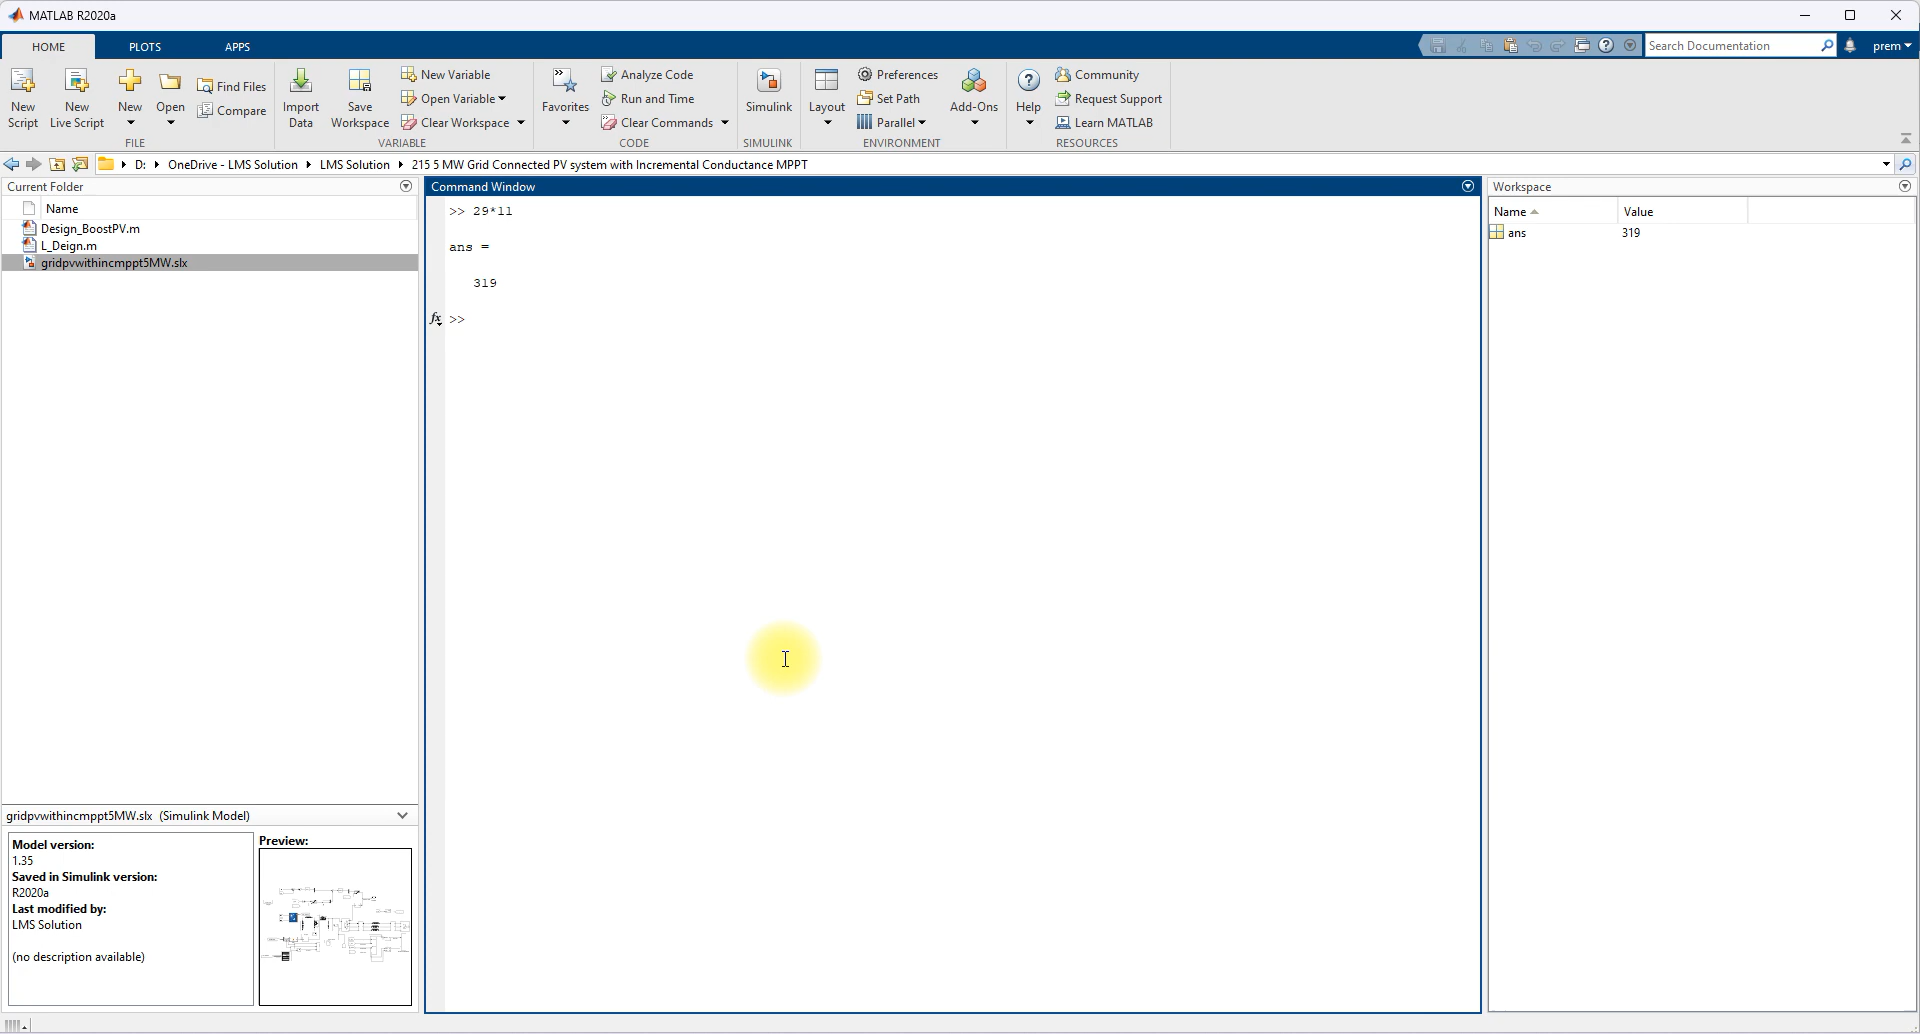 MATLAB R2020a
HOME
PLOTS
APPS
Search Documentation
prem
New Script
New Live Script
New
Open
Find Files
Compare
FILE
Import Data
Save Workspace
New Variable
Open Variable
Clear Workspace
VARIABLE
Favorites
Analyze Code
Run and Time
Clear Commands
CODE
Simulink
SIMULINK
Layout
Preferences
Set Path
Parallel
Add-Ons
ENVIRONMENT
Help
Community
Request Support
Learn MATLAB
RESOURCES
D: OneDrive - LMS Solution LMS Solution 215 5 MW Grid Connected PV system with Incremental Conductance MPPT
Current Folder
Name
Design_BoostPV.m
L_Deign.m
gridpvwithincmppt5MW.slx
gridpvwithincmppt5MW.slx (Simulink Model)
Model version:
1.35
Saved in Simulink version:
R2020a
Last modified by:
LMS Solution
(no description available)
Preview:
Command Window
>> 29*11
ans =
319
fx >>
Workspace
Name Value
ans 319